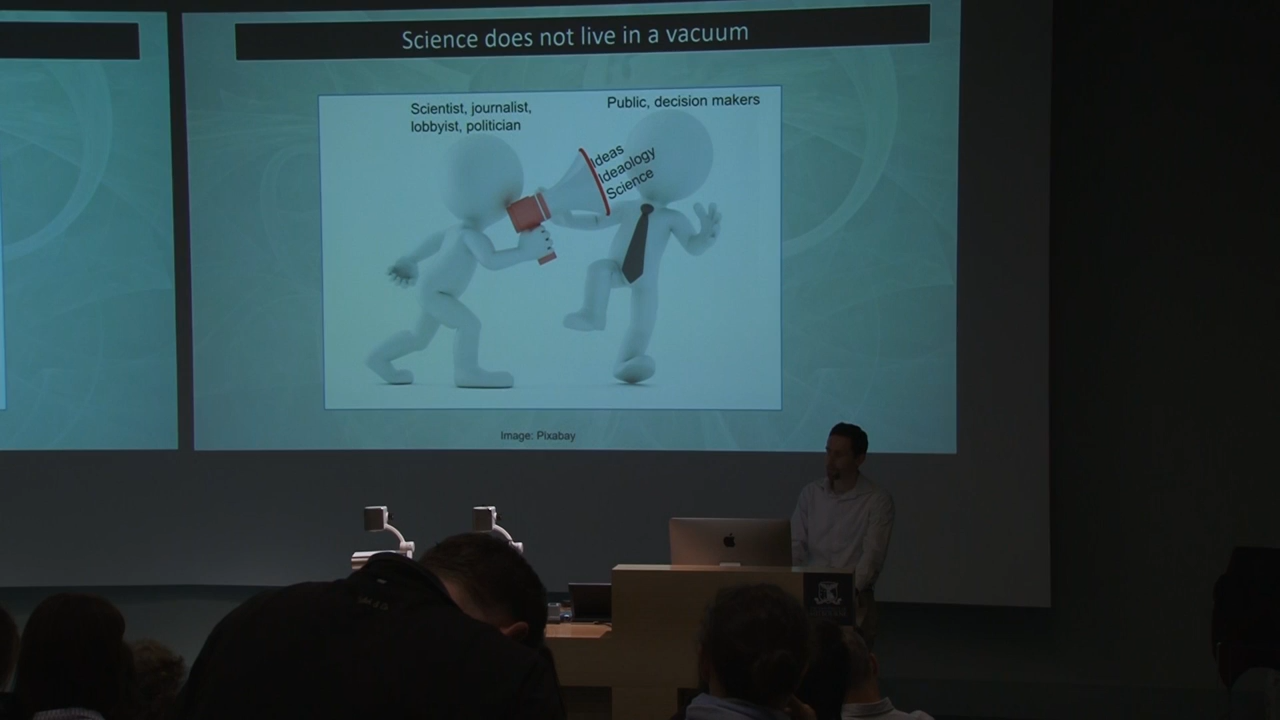 Science does not live in a vacuum
Scientist, journalist,
lobbyist, politician
Public, decision makers
Ideas
Ideaology
Science
Image: Pixabay